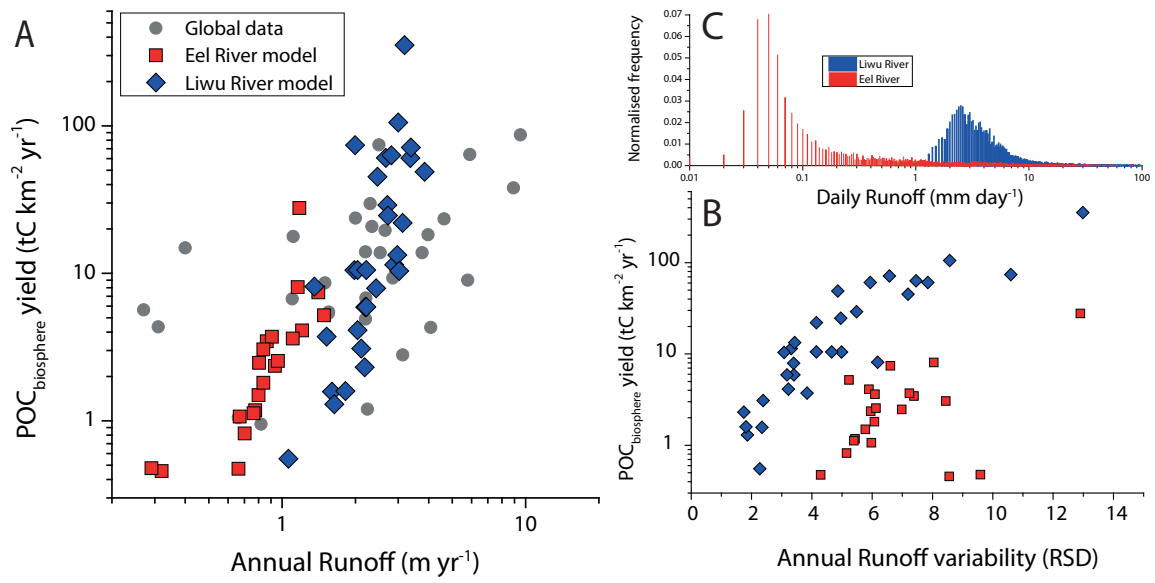 A
Global data
Eel River model
Liwu River model
POCbiosphere yield (tC km-2 yr-1)
100
10
1
1
10
Annual Runoff (m yr-1)
C
Normalised frequency
0.07
0.06
0.05
0.04
0.03
0.02
0.01
0.00
Liwu River
Eel River
0.01
0.1
1
10
100
Daily Runoff (mm day-1)
B
POCbiosphere yield (tC km-2 yr-1)
100
10
1
0 2 4 6 8 10 12 14
Annual Runoff variability (RSD)